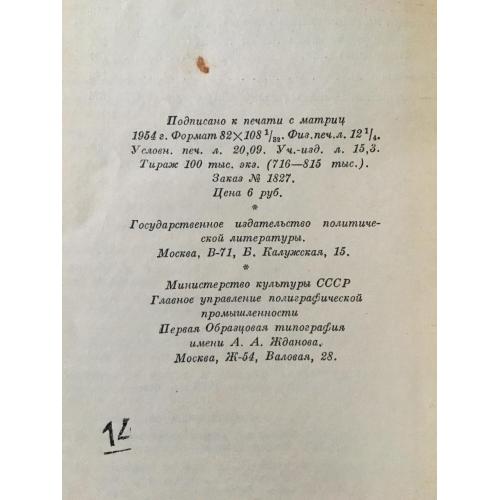 Подписано к печати с матриц
1954 г. Формат 82×108 1/32. Физ.печ.л. 12 1/4.
Условн. печ. л. 20,09. Уч.-изд. л. 15,3.
Тираж 100 тыс. экз. (716—815 тыс.).
Заказ № 1827.
Цена 6 руб.
*
Государственное издательство политиче-
ской литературы.
Москва, В-71, Б. Калужская, 15.
*
Министерство культуры СССР
Главное управление полиграфической
промышленности
Первая Образцовая типография
имени А. А. Жданова.
Москва, Ж-54, Валовая, 28.
14